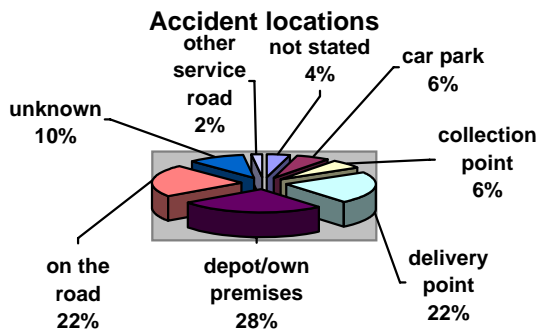 Accident locations
other
service
road
2%
not stated
4%
car park
6%
unknown
10%
collection
point
6%
on the
road
22%
depot/own
premises
28%
delivery
point
22%